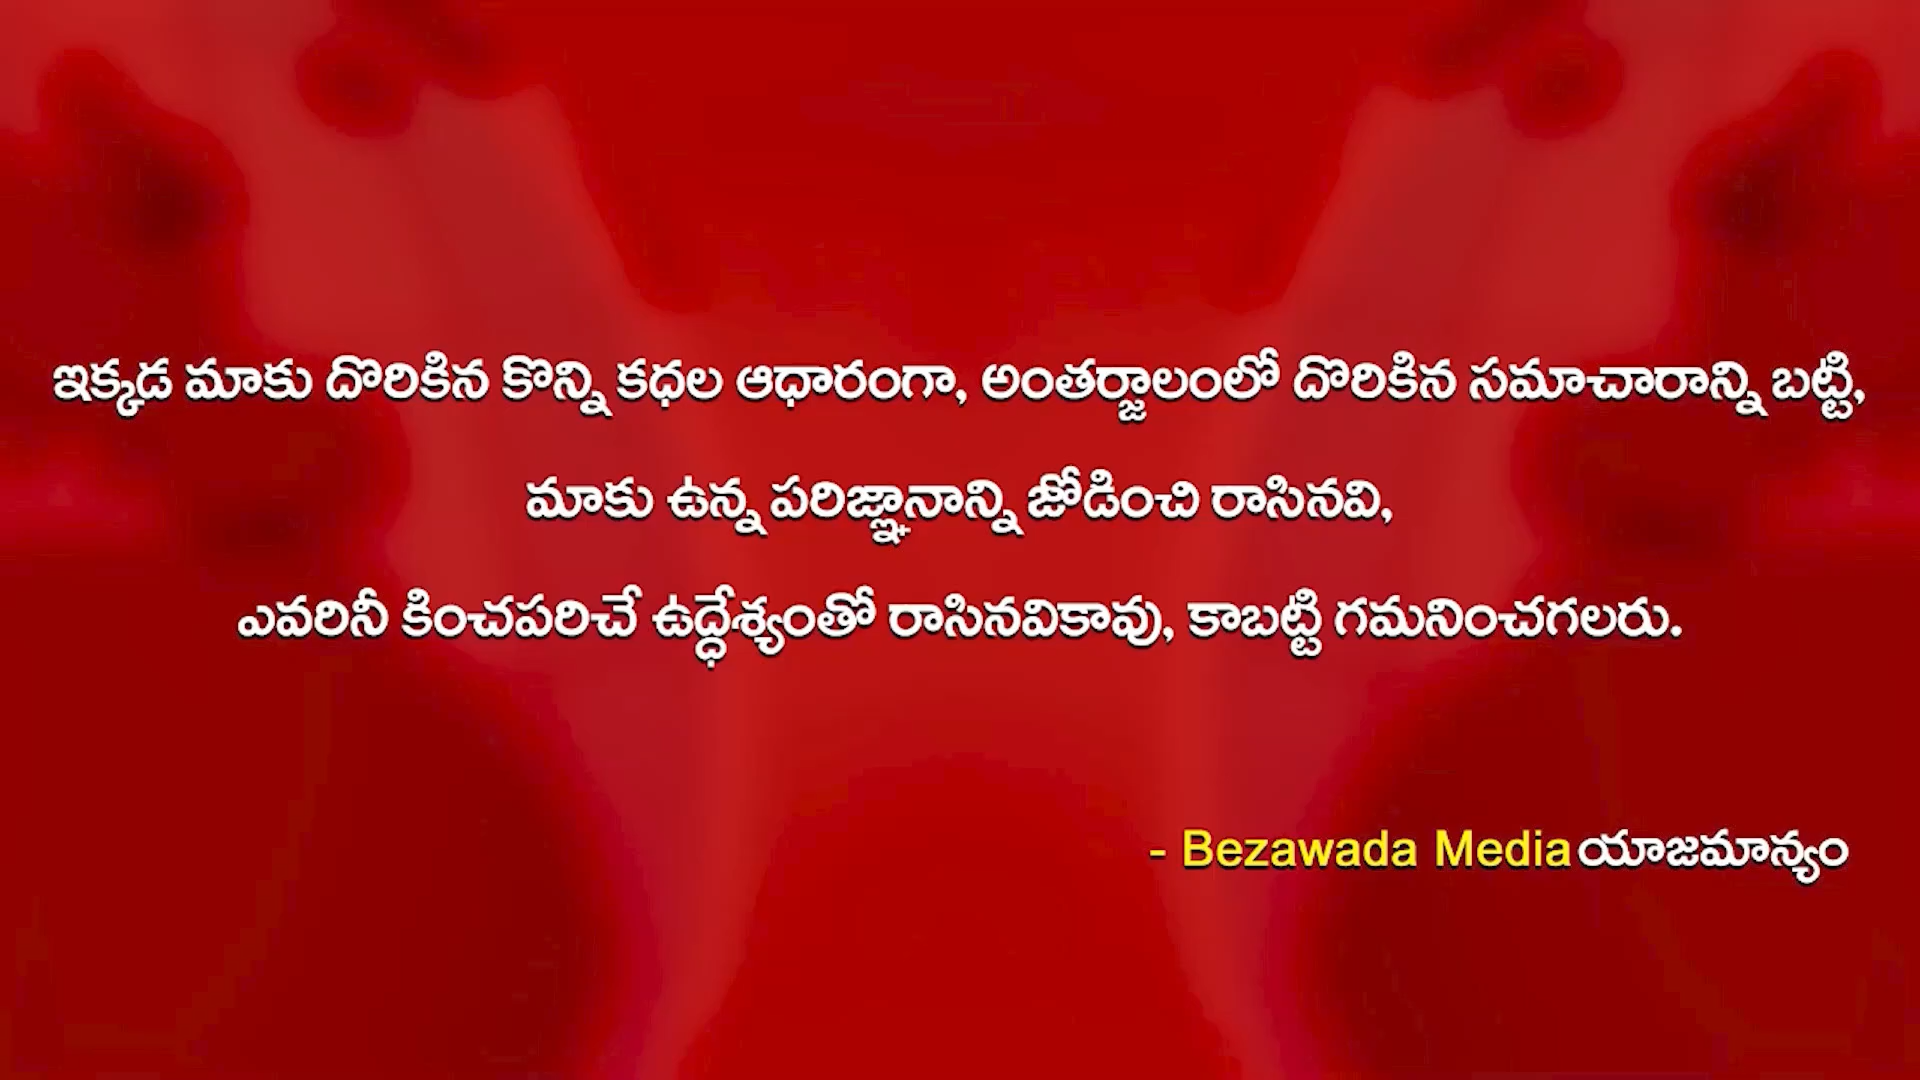 ఇక్కడ మాకు దొరికిన కొన్ని కధల ఆధారంగా, అంతర్జాలంలో దొరికిన సమాచారాన్ని బట్టి,
మాకు ఉన్న పరిజ్ఞానాన్ని జోడించి రాసినవి,
ఎవరినీ కించపరిచే ఉద్ధేశ్యంతో రాసినవికావు, కాబట్టి గమనించగలరు.
- Bezawada Media యాజమాన్యం